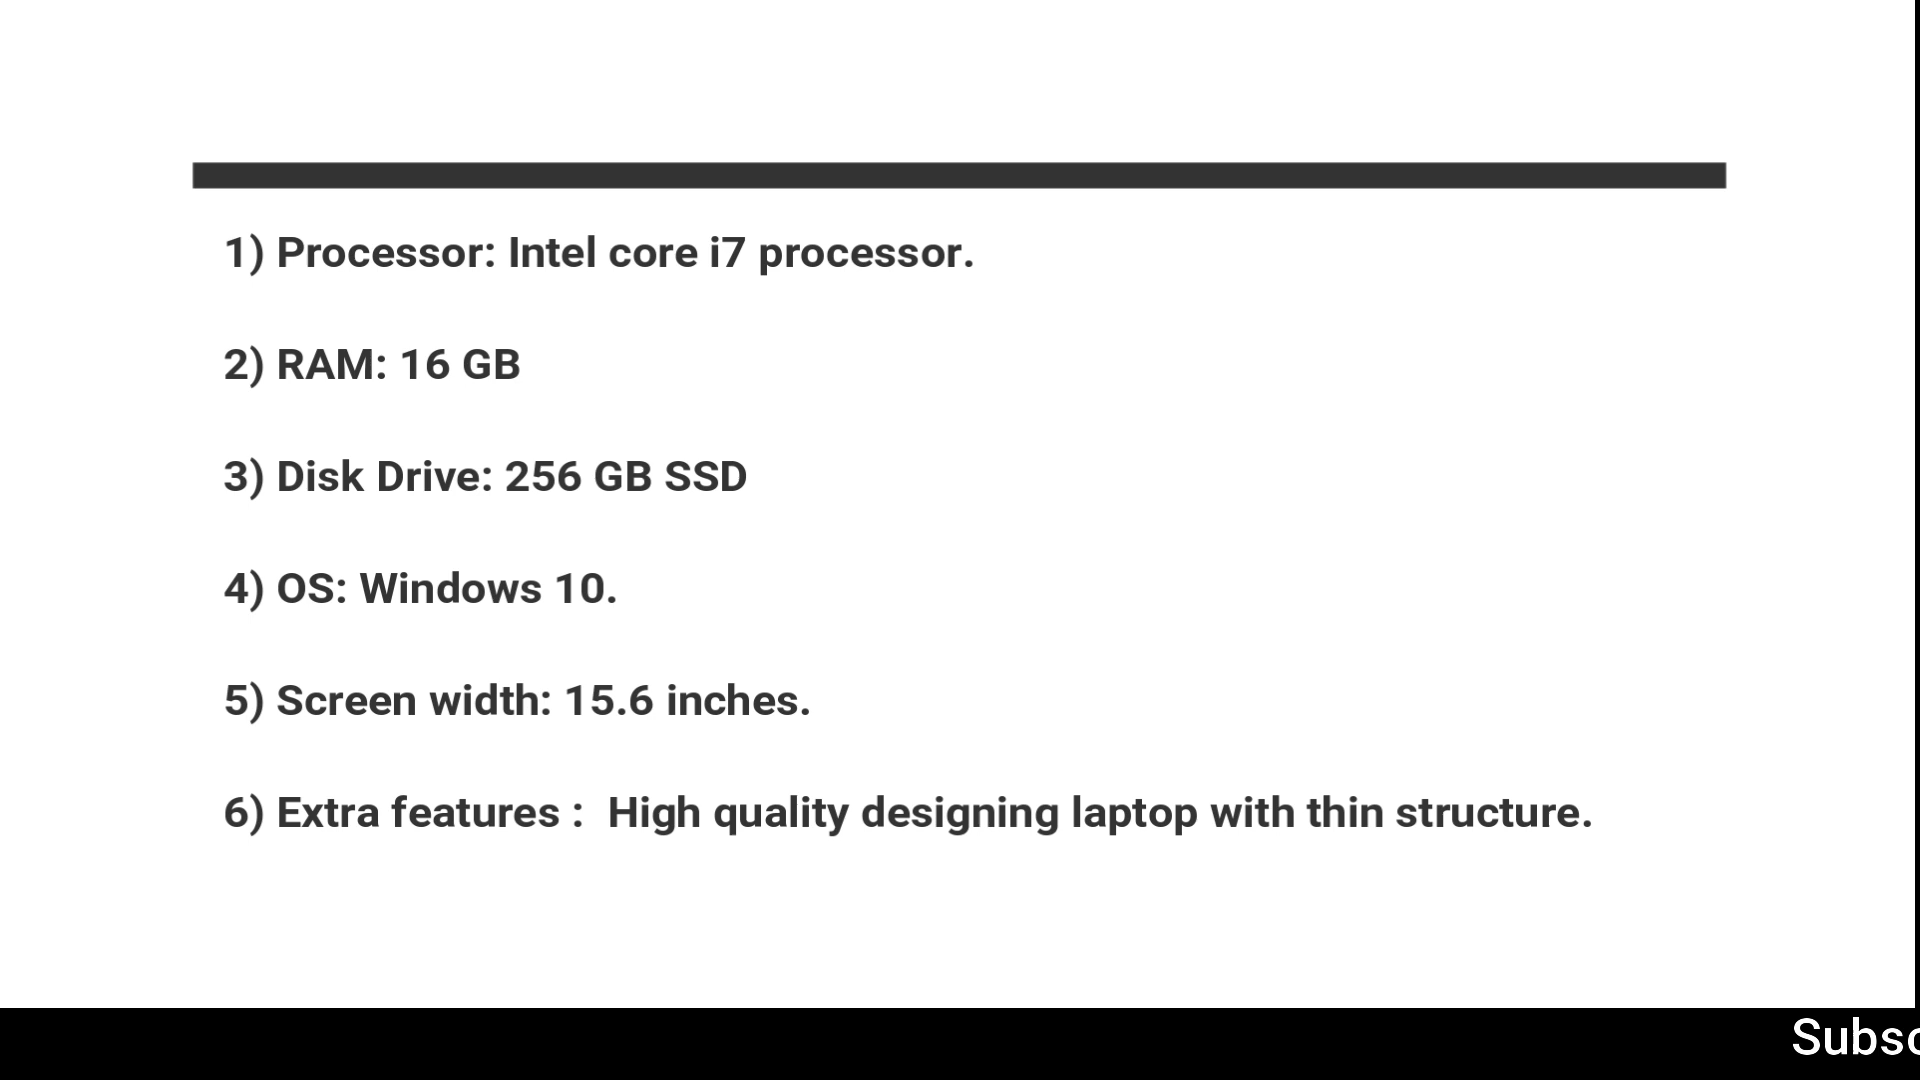 1) Processor: Intel core i7 processor.
2) RAM: 16 GB
3) Disk Drive: 256 GB SSD
4) OS: Windows 10.
5) Screen width: 15.6 inches.
6) Extra features :  High quality designing laptop with thin structure.